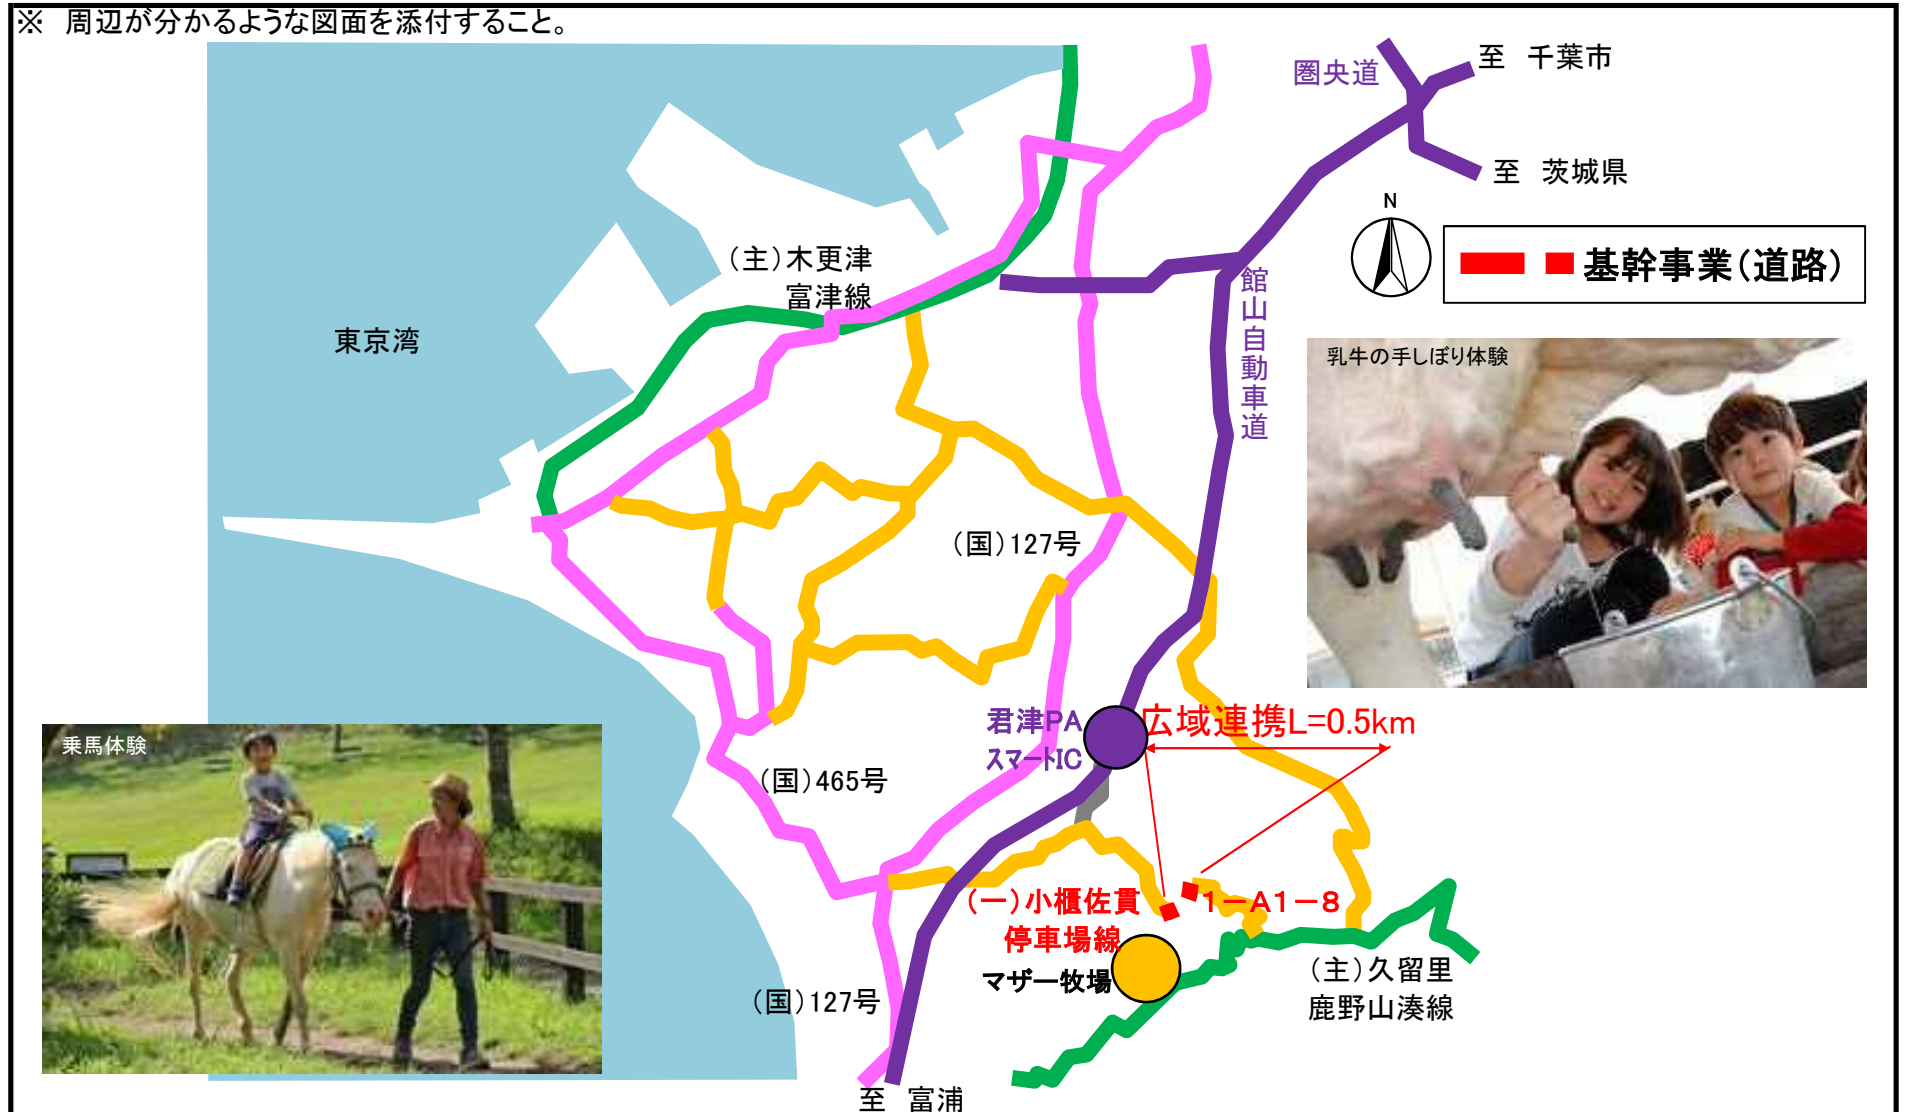 ※ 周辺が分かるような図面を添付すること。
圏央道
至 千葉市
至 茨城県
N
基幹事業(道路)
(主)木更津
富津線
館山自動車道
東京湾
乳牛の手しぼり体験
(国)127号
君津PA
スマートIC
広域連携L=0.5km
乗馬体験
(国)465号
(一)小櫃佐貫
停車場線
1-A1-8
マザー牧場
(主)久留里
鹿野山湊線
(国)127号
至 富浦